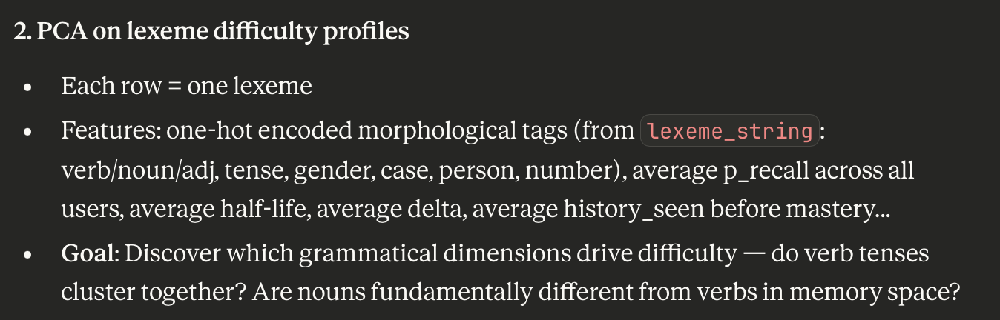 2. PCA on lexeme difficulty profiles
• Each row = one lexeme
• Features: one-hot encoded morphological tags (from lexeme_string:
verb/noun/adj, tense, gender, case, person, number), average p_recall across all
users, average half-life, average delta, average history_seen before mastery...
• Goal: Discover which grammatical dimensions drive difficulty — do verb tenses
cluster together? Are nouns fundamentally different from verbs in memory space?